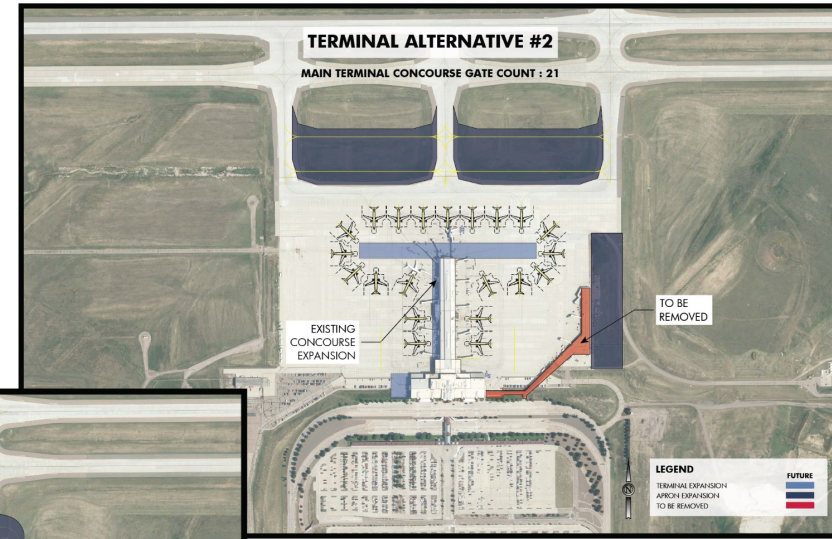 TERMINAL ALTERNATIVE #2
MAIN TERMINAL CONCOURSE GATE COUNT : 21
EXISTING
CONCOURSE
EXPANSION
TO BE
REMOVED
LEGEND
FUTURE
TERMINAL EXPANSION
APRON EXPANSION
TO BE REMOVED
N